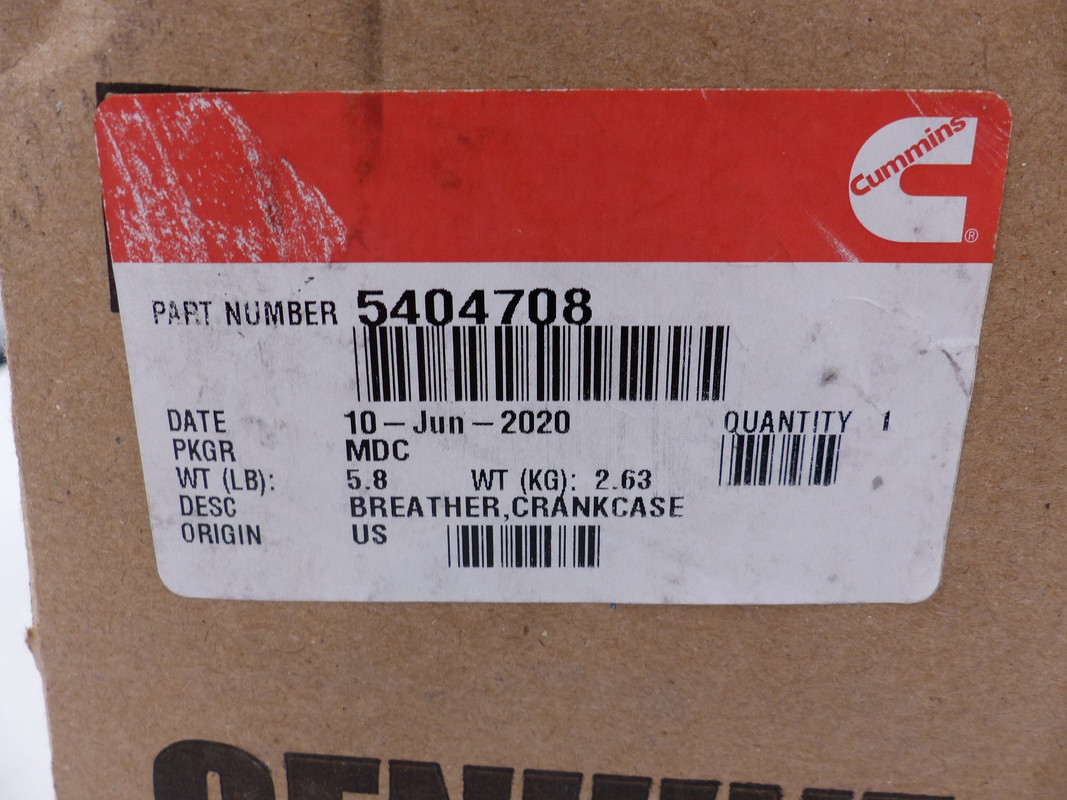 Cummins
®
PART NUMBER 5404708
DATE 10-Jun-2020 QUANTITY 1
PKGR MDC
WT (LB): 5.8 WT (KG): 2.63
DESC BREATHER,CRANKCASE
ORIGIN US
GENUINE